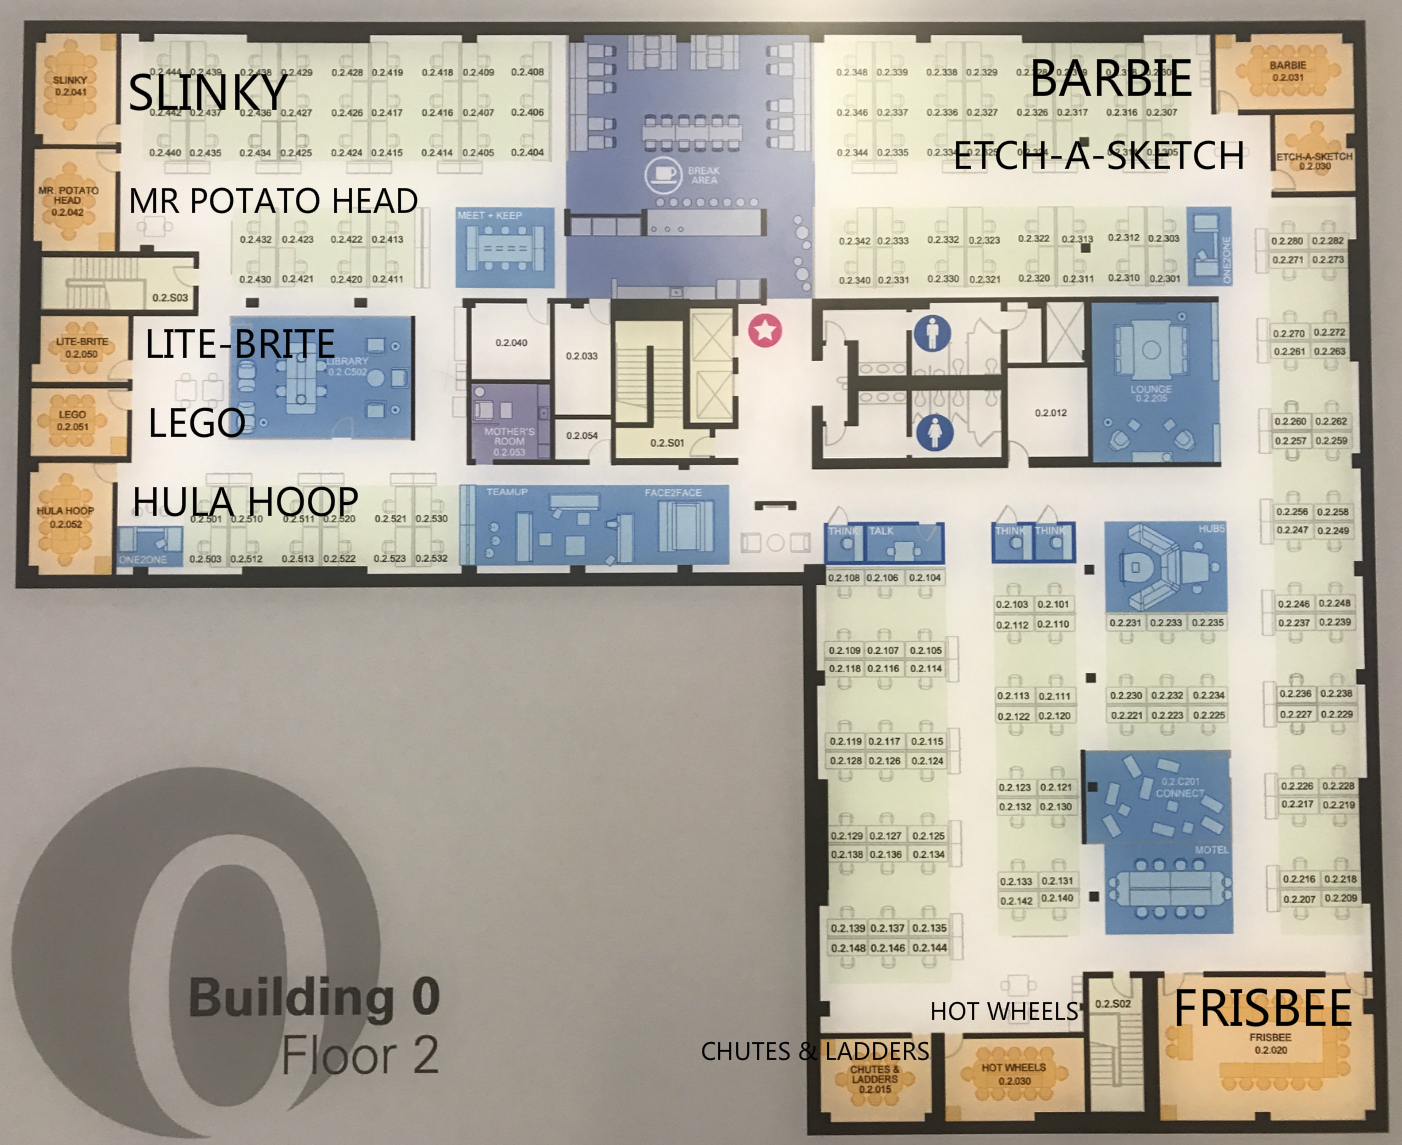 SLINKY
0.2.041
SLINKY
BARBIE
BARBIE
0.2.031
0.2.444 0.2.439 0.2.438 0.2.429 0.2.428 0.2.419 0.2.418 0.2.409 0.2.408
0.2.442 0.2.437 0.2.436 0.2.427 0.2.426 0.2.417 0.2.416 0.2.407 0.2.406
0.2.440 0.2.435 0.2.434 0.2.425 0.2.424 0.2.415 0.2.414 0.2.405 0.2.404
0.2.348 0.2.339 0.2.338 0.2.329
0.2.346 0.2.337 0.2.336 0.2.327 0.2.326 0.2.317 0.2.316 0.2.307
0.2.344 0.2.335
ETCH-A-SKETCH
ETCH-A-SKETCH
0.2.030
BREAK
AREA
MR. POTATO
HEAD
0.2.042
MR POTATO HEAD
MEET + KEEP
0.2.432 0.2.423 0.2.422 0.2.413
0.2.430 0.2.421 0.2.420 0.2.411
0.2.342 0.2.333 0.2.332 0.2.323 0.2.322 0.2.313 0.2.312 0.2.303
0.2.340 0.2.331 0.2.330 0.2.321 0.2.320 0.2.311 0.2.310 0.2.301
ONE2ONE
0.2.280 0.2.282
0.2.271 0.2.273
0.2.S03
LITE-BRITE
0.2.050
LITE-BRITE
LIBRARY
0.2.C502
0.2.040
0.2.033
0.2.270 0.2.272
0.2.261 0.2.263
LEGO
0.2.051
LEGO
MOTHER'S
ROOM
0.2.053
0.2.054
0.2.S01
0.2.012
LOUNGE
0.2.205
0.2.260 0.2.262
0.2.257 0.2.259
HULA HOOP
0.2.052
HULA HOOP
ONE2ONE
0.2.501 0.2.510 0.2.511 0.2.520 0.2.521 0.2.530
0.2.503 0.2.512 0.2.513 0.2.522 0.2.523 0.2.532
TEAMUP
FACE2FACE
THINK
TALK
THINK
THINK
HUB5
0.2.256 0.2.258
0.2.247 0.2.249
0.2.108 0.2.106 0.2.104
0.2.103 0.2.101
0.2.112 0.2.110
0.2.231 0.2.233 0.2.235
0.2.246 0.2.248
0.2.237 0.2.239
0.2.109 0.2.107 0.2.105
0.2.118 0.2.116 0.2.114
0.2.113 0.2.111
0.2.122 0.2.120
0.2.230 0.2.232 0.2.234
0.2.221 0.2.223 0.2.225
0.2.236 0.2.238
0.2.227 0.2.229
0.2.119 0.2.117 0.2.115
0.2.128 0.2.126 0.2.124
0.2.123 0.2.121
0.2.132 0.2.130
0.2.C201
CONNECT
0.2.226 0.2.228
0.2.217 0.2.219
0.2.129 0.2.127 0.2.125
0.2.138 0.2.136 0.2.134
MOTEL
0.2.133 0.2.131
0.2.142 0.2.140
0.2.216 0.2.218
0.2.207 0.2.209
0.2.139 0.2.137 0.2.135
0.2.148 0.2.146 0.2.144
HOT WHEELS
0.2.S02
FRISBEE
FRISBEE
0.2.020
CHUTES & LADDERS
CHUTES &
LADDERS
0.2.015
HOT WHEELS
0.2.030
Building 0
Floor 2